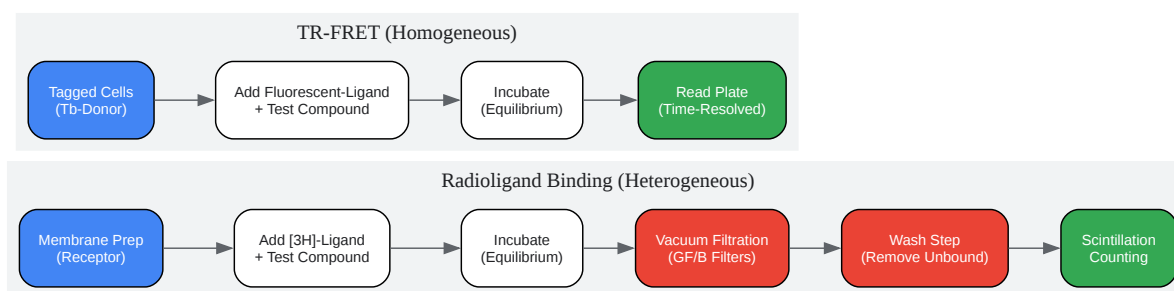 TR-FRET (Homogeneous)
Tagged Cells
(Tb-Donor)
Add Fluorescent-Ligand
+ Test Compound
Incubate
(Equilibrium)
Read Plate
(Time-Resolved)
Radioligand Binding (Heterogeneous)
Membrane Prep
(Receptor)
Add [3H]-Ligand
+ Test Compound
Incubate
(Equilibrium)
Vacuum Filtration
(GF/B Filters)
Wash Step
(Remove Unbound)
Scintillation
Counting